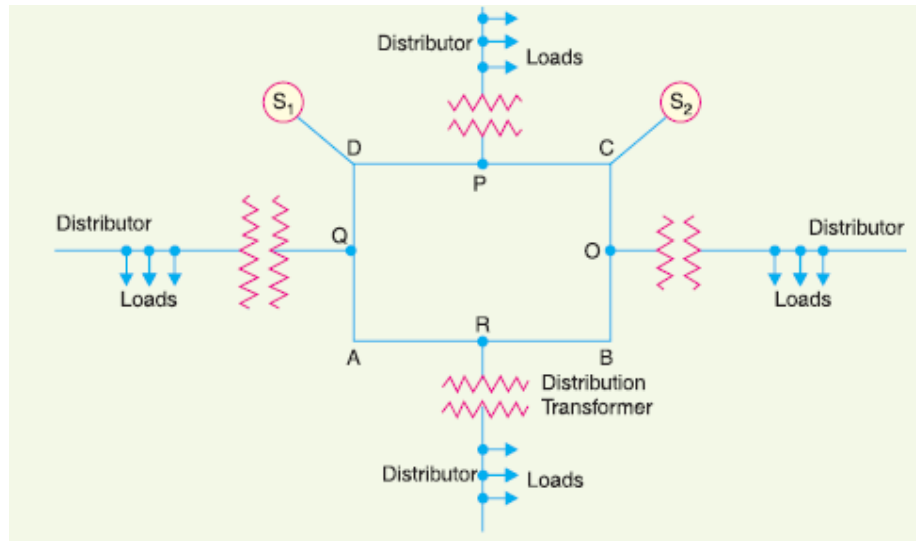 Distributor
Loads
S1
S2
D
C
P
Distributor
Q
O
Distributor
Loads
Loads
R
A
B
Distribution
Transformer
Distributor
Loads